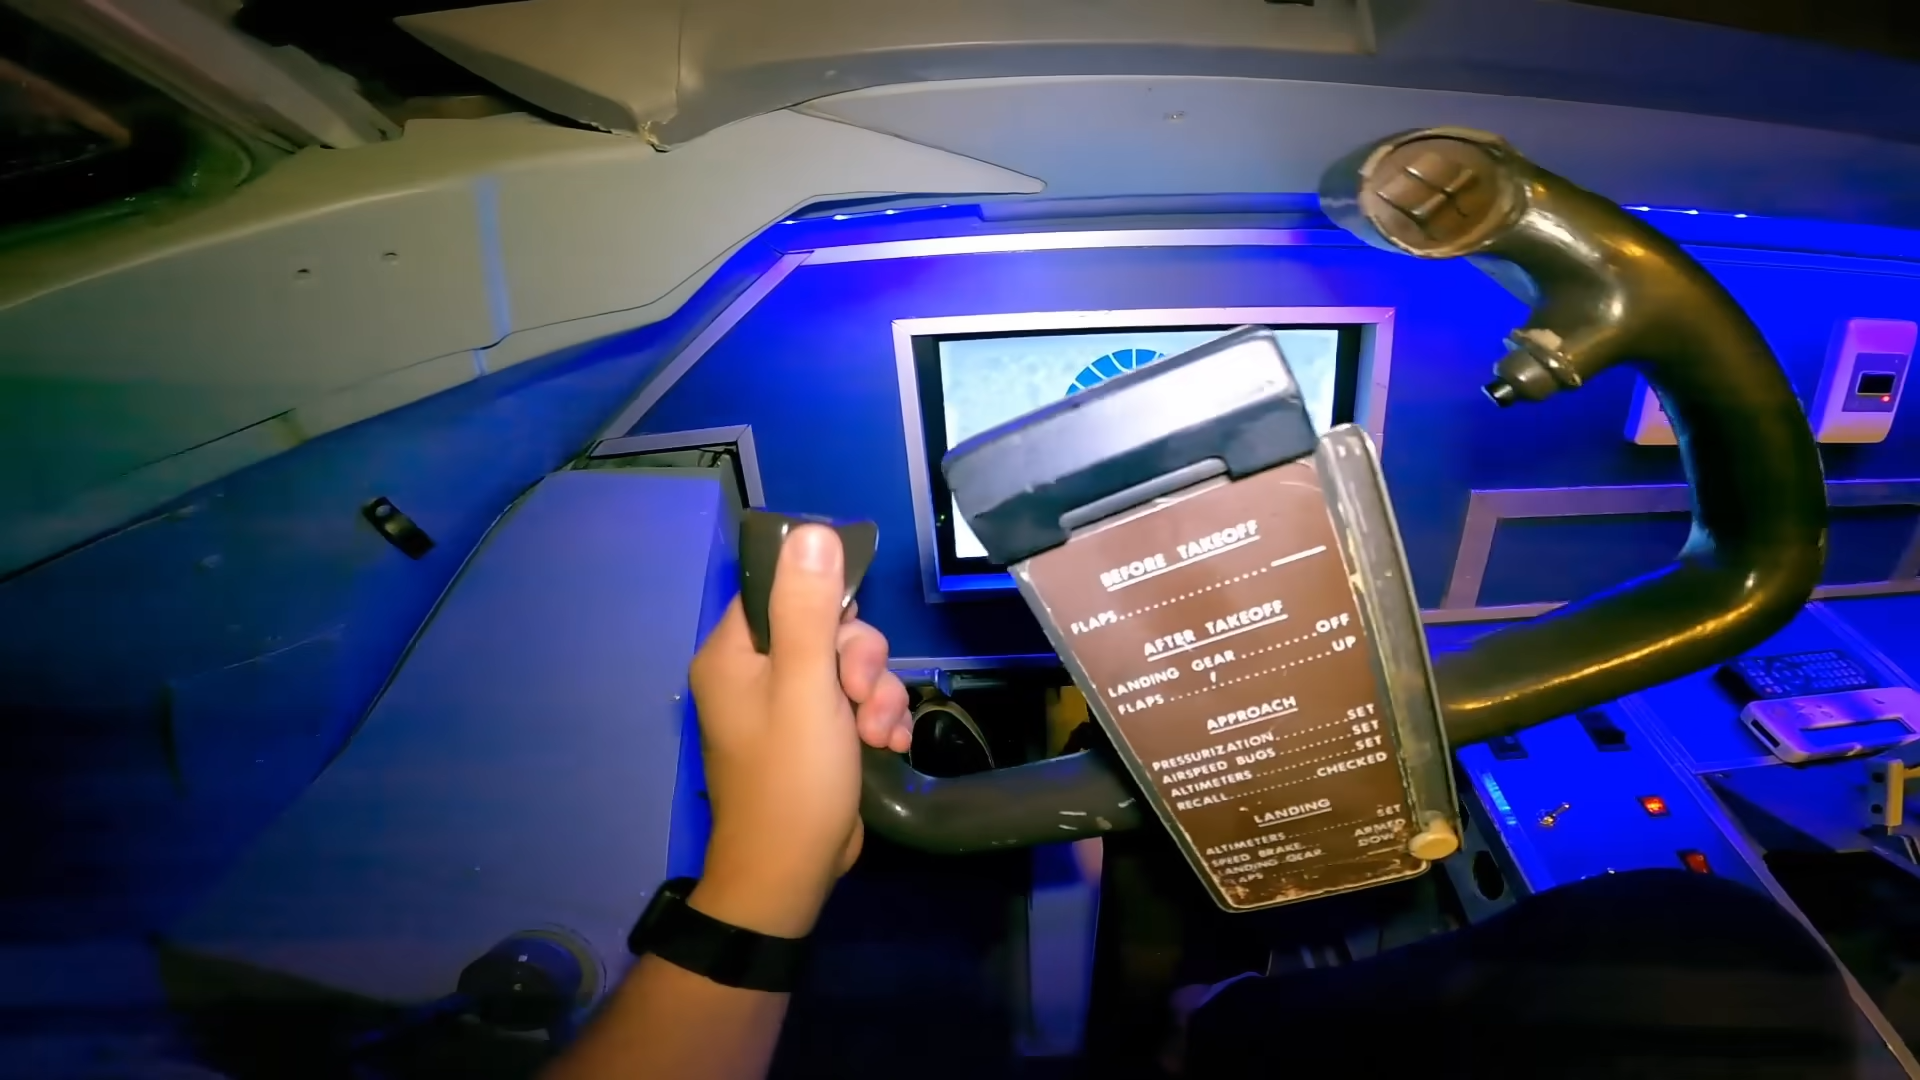 BEFORE TAKEOFF
FLAPS....................
AFTER TAKEOFF
LANDING GEAR..........OFF
FLAPS....................UP
APPROACH
PRESSURIZATION..........SET
AIRSPEED BUGS..........SET
ALTIMETERS..............SET
RECALL............CHECKED
LANDING
ALTIMETERS..............SET
SPEED BRAKE........ARMED
LANDING GEAR........DOWN